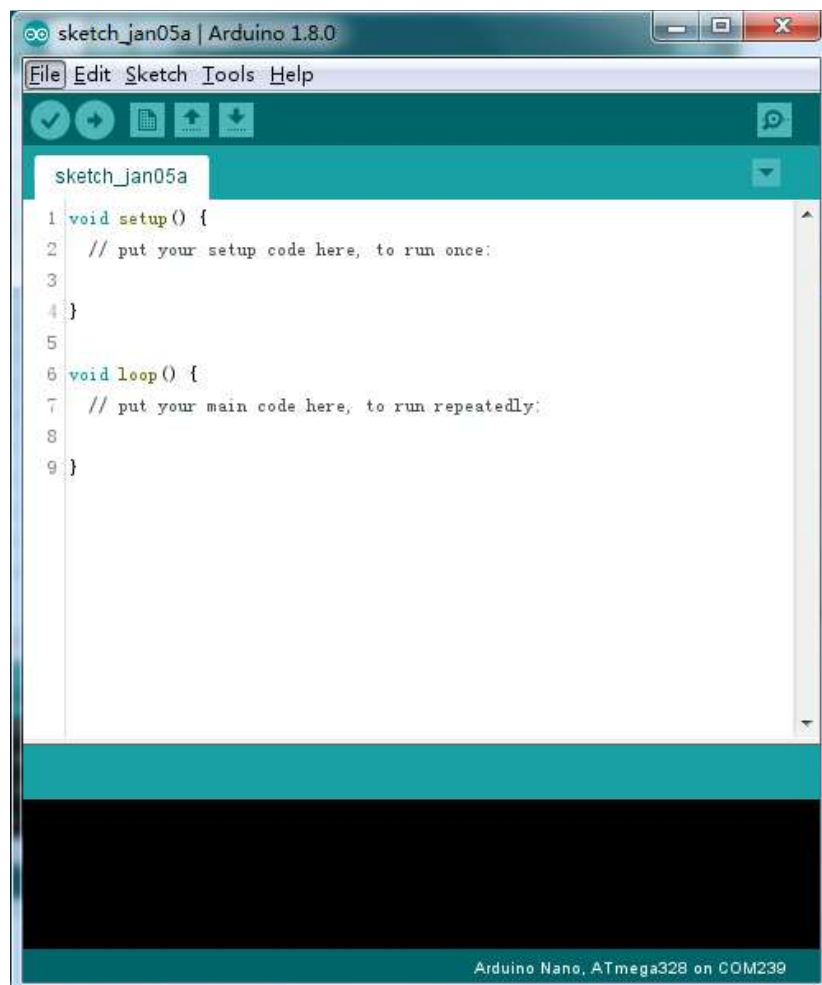 sketch_jan05a | Arduino 1.8.0
File Edit Sketch Tools Help
sketch_jan05a
1 void setup() {
2   // put your setup code here, to run once:
3
4 }
5
6 void loop() {
7   // put your main code here, to run repeatedly:
8
9 }
Arduino Nano, ATmega328 on COM239